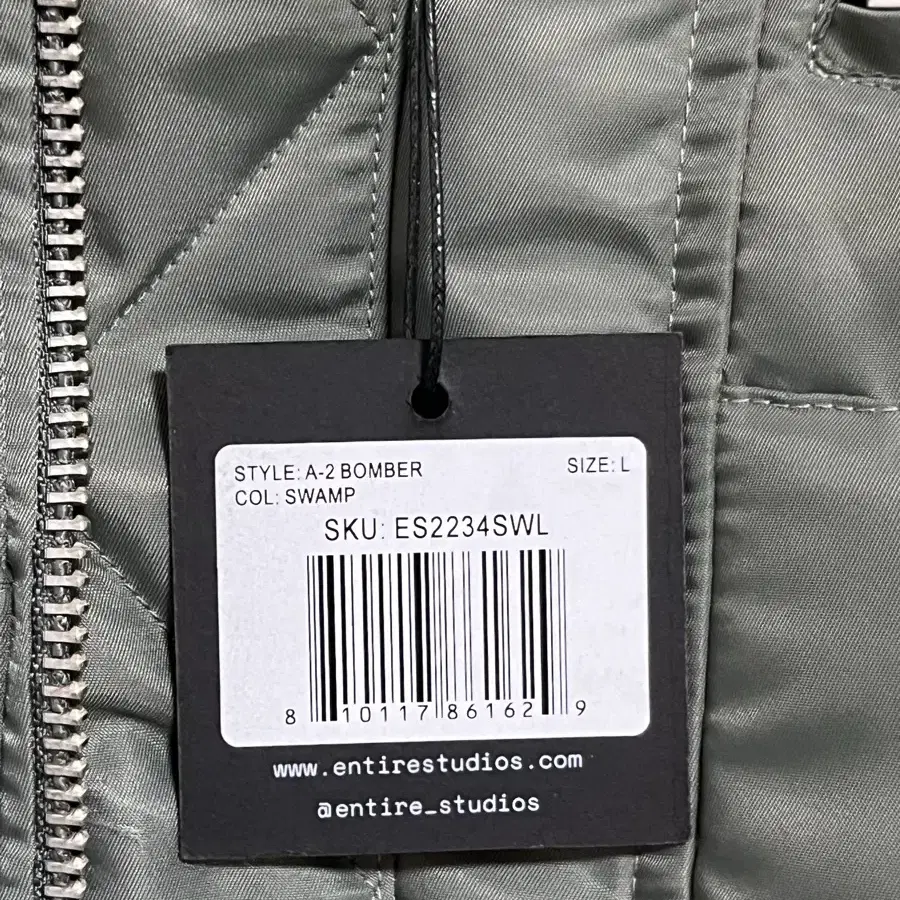 STYLE: A-2 BOMBER SIZE: L
COL: SWAMP
SKU: ES2234SWL
8 10117 86162 9
www.entirestudios.com
@entire_studios